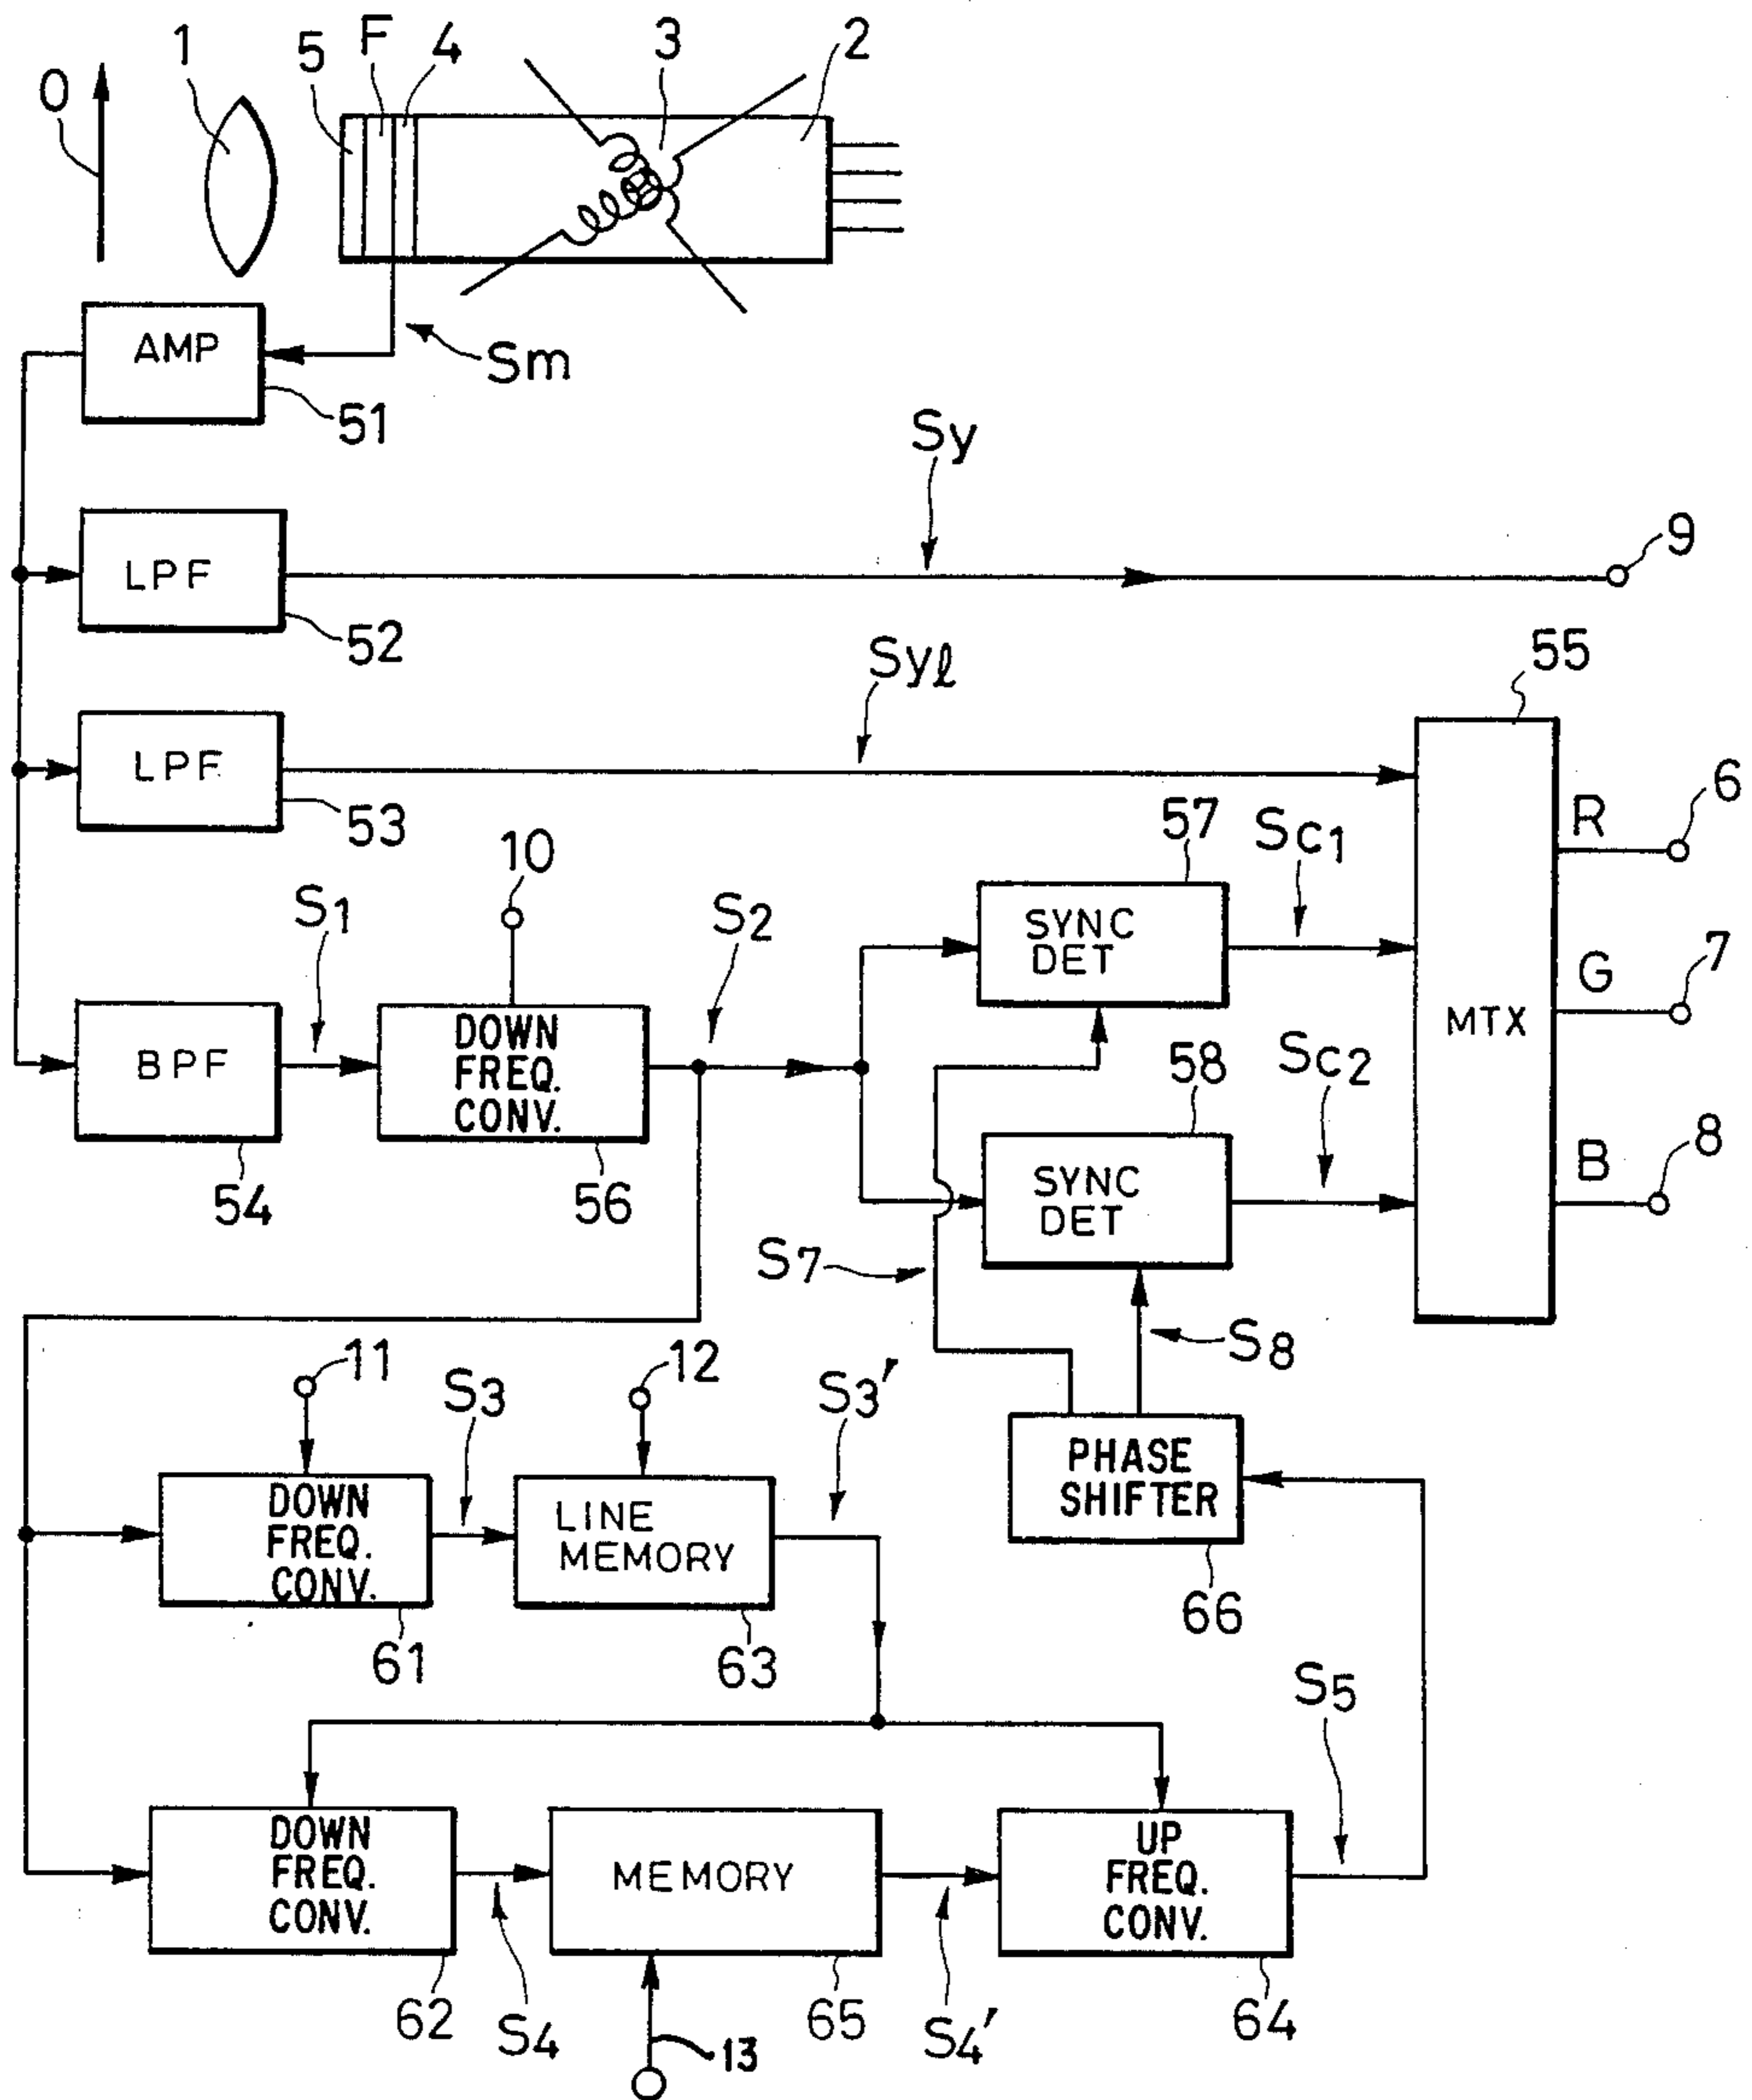 O
1
5
F
4
3
2
AMP
51
Sm
Sy
9
LPF
52
Syℓ
55
LPF
53
R
6
10
57
Sc1
S1
S2
SYNC
DET
G
7
BPF
54
DOWN
FREQ.
CONV.
56
58
Sc2
MTX
SYNC
DET
B
8
S7
S8
11
S3
12
S3'
PHASE
SHIFTER
66
DOWN
FREQ.
CONV.
61
LINE
MEMORY
63
S5
DOWN
FREQ.
CONV.
62
S4
MEMORY
65
S4'
UP
FREQ.
CONV.
64
13